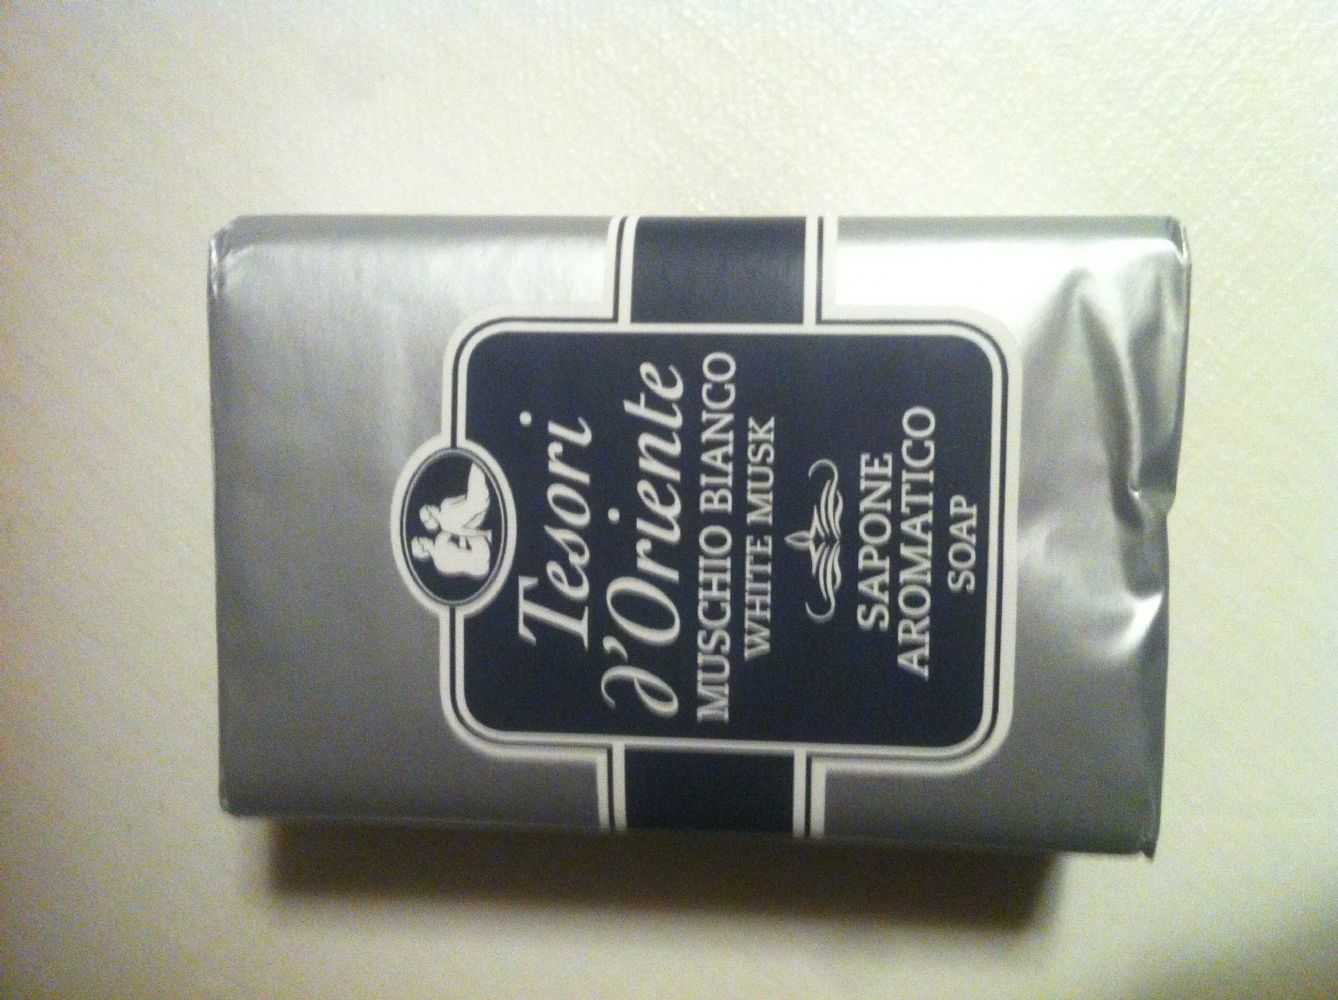 Tesori
d'Oriente
MUSCHIO BIANCO
WHITE MUSK
SAPONE
AROMATICO
SOAP